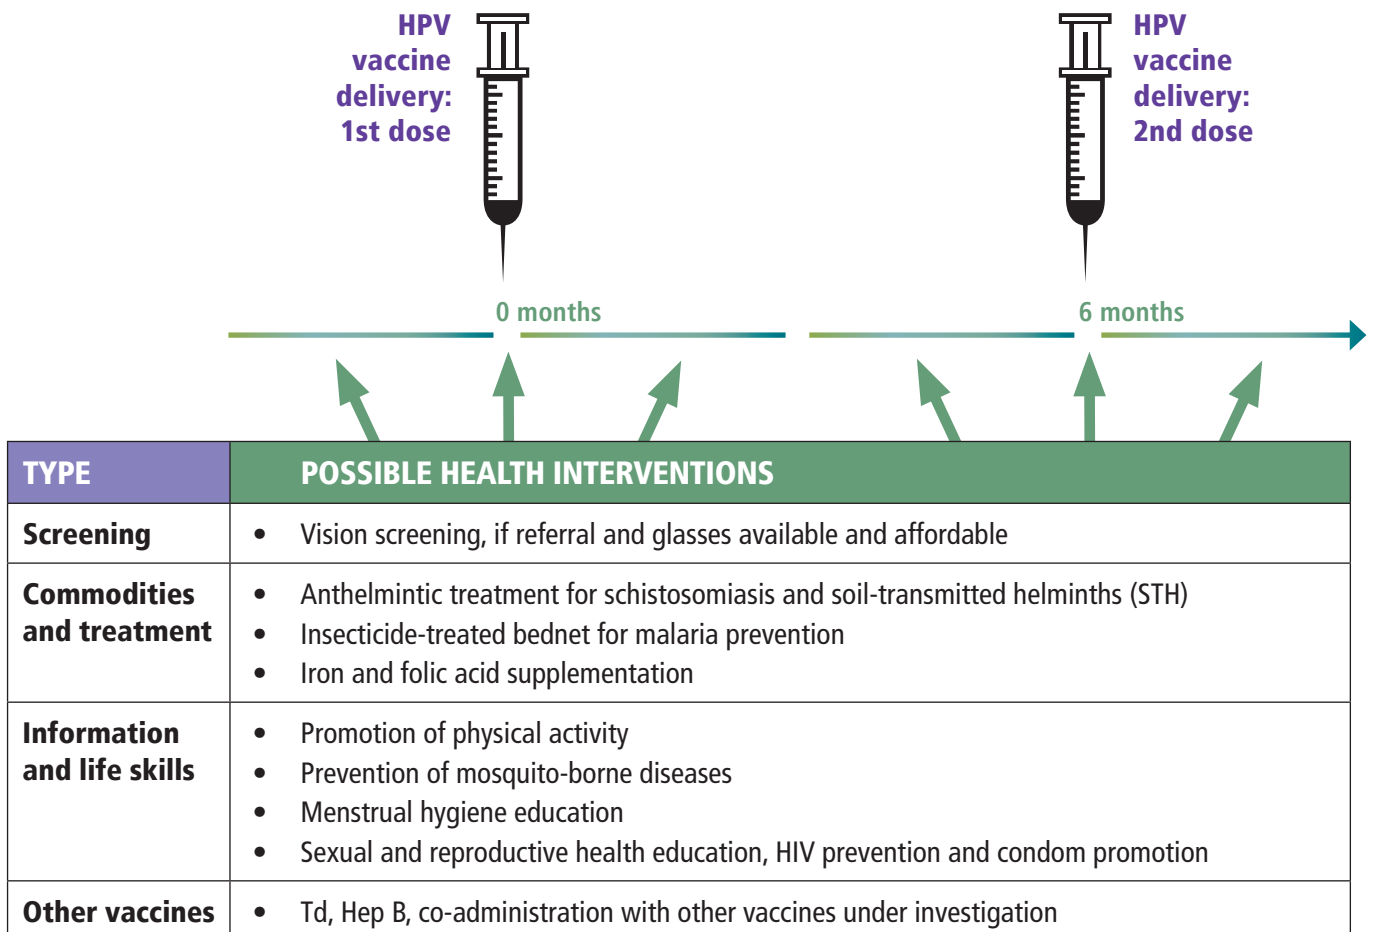 HPV
vaccine
delivery:
1st dose
HPV
vaccine
delivery:
2nd dose
0 months
6 months
TYPE
POSSIBLE HEALTH INTERVENTIONS
Screening
• Vision screening, if referral and glasses available and affordable
Commodities
and treatment
• Anthelmintic treatment for schistosomiasis and soil-transmitted helminths (STH)
• Insecticide-treated bednet for malaria prevention
• Iron and folic acid supplementation
Information
and life skills
• Promotion of physical activity
• Prevention of mosquito-borne diseases
• Menstrual hygiene education
• Sexual and reproductive health education, HIV prevention and condom promotion
Other vaccines
• Td, Hep B, co-administration with other vaccines under investigation